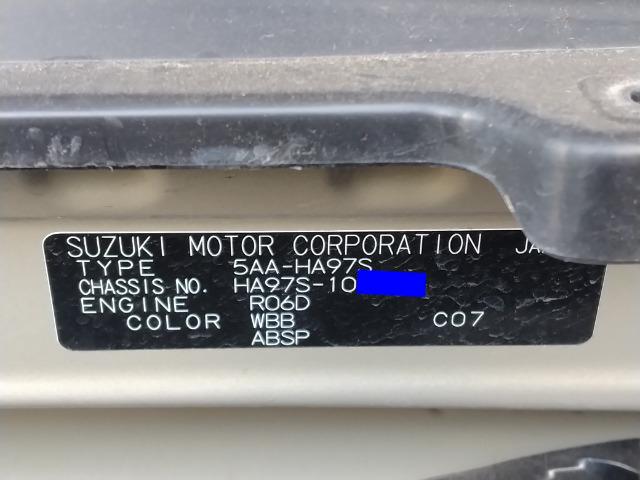 SUZUKI MOTOR CORPORATION
TYPE 5AA-HA97S
CHASSIS NO. HA97S-10
ENGINE R06D
COLOR WBB C07
ABSP